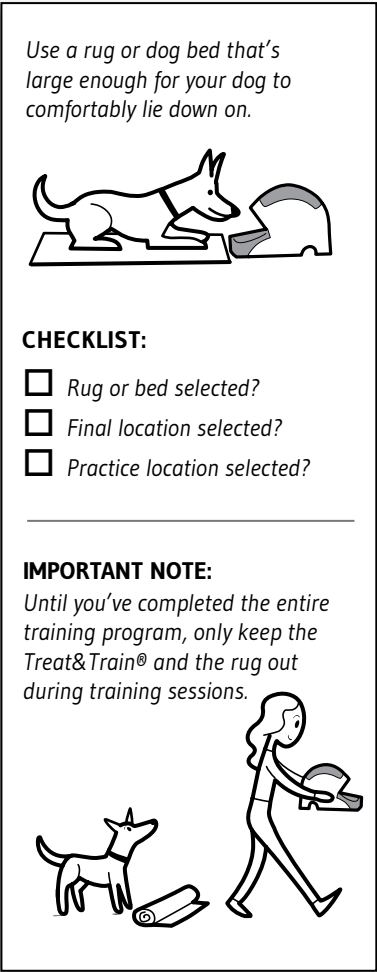 Use a rug or dog bed that’s
large enough for your dog to
comfortably lie down on.
CHECKLIST:
Rug or bed selected?
Final location selected?
Practice location selected?
IMPORTANT NOTE:
Until you’ve completed the entire
training program, only keep the
Treat&Train® and the rug out
during training sessions.